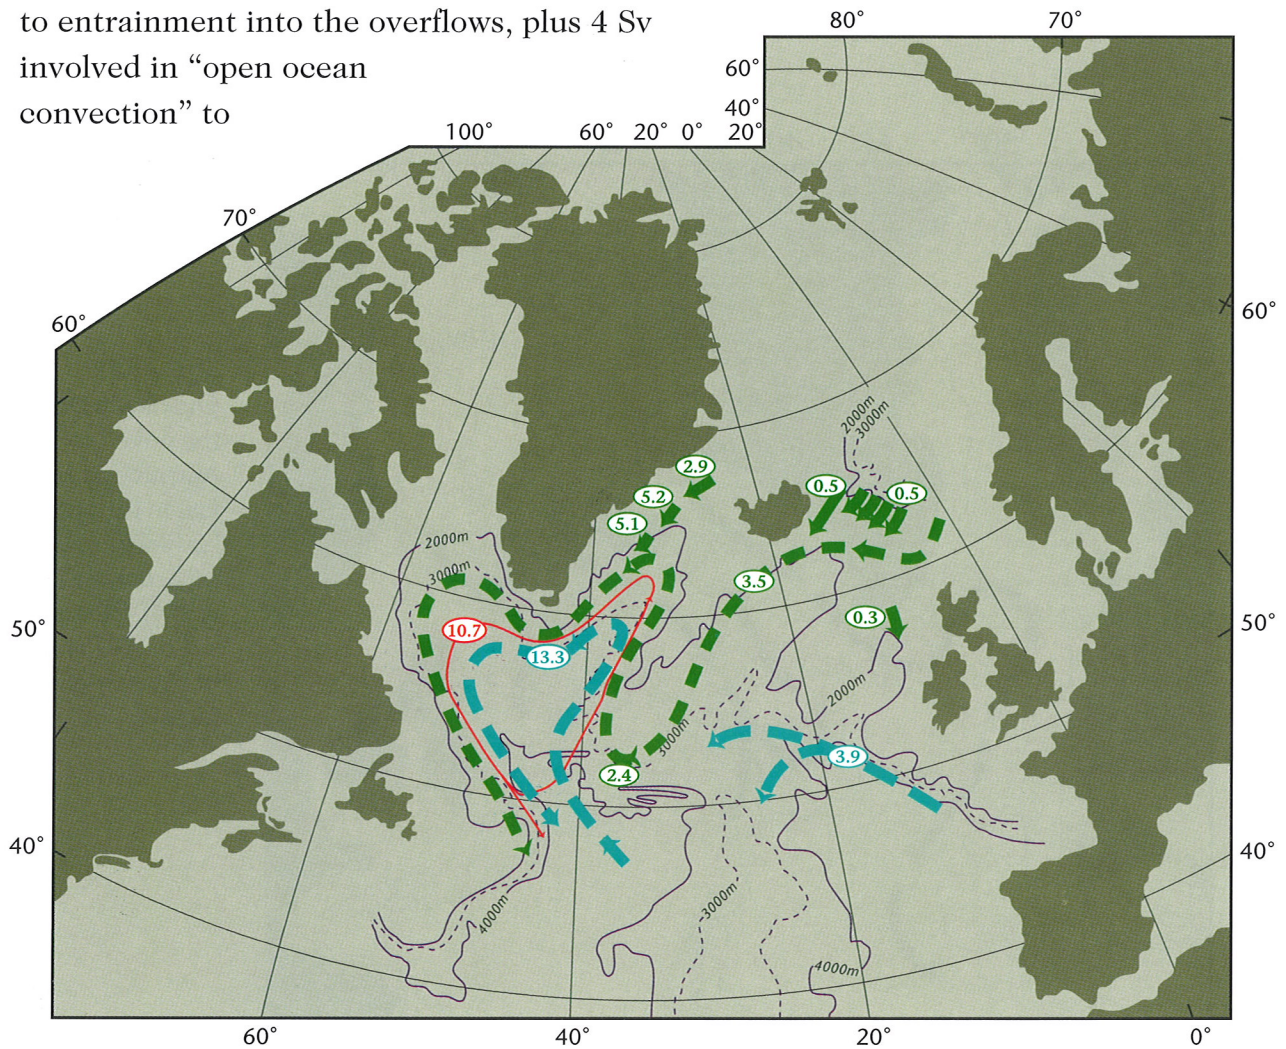 to entrainment into the overflows, plus 4 Sv
involved in “open ocean
convection” to
80° 70°
60°
40°
100° 60° 20° 0° 20°
70°
60°
60°
2000m
3000m
2.9
5.2
0.5
0.5
5.1
2000m
3000m
3.5
0.3
50°
10.7
50°
13.3
2000m
3000m
3.9
2.4
40°
40°
3000m
4000m
4000m
60° 40° 20° 0°